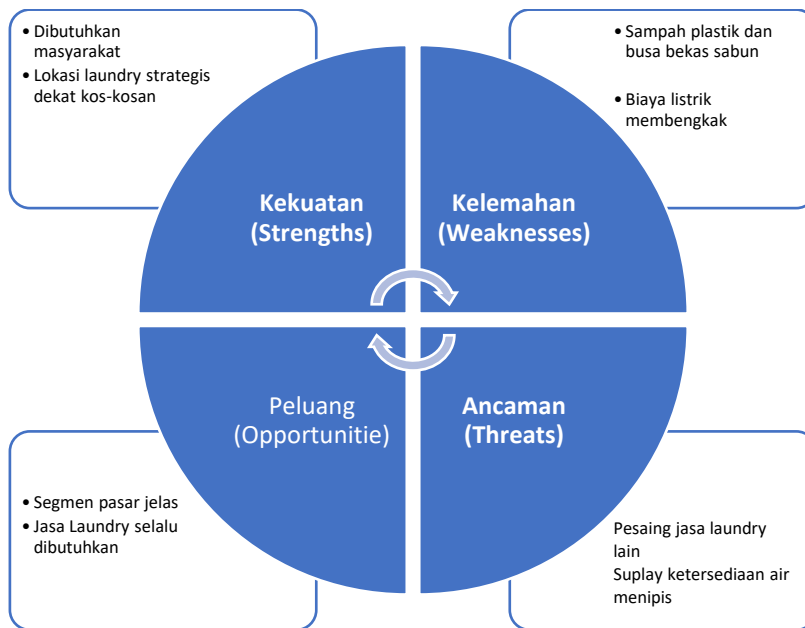 • Dibutuhkan
masyarakat
• Lokasi laundry strategis
dekat kos-kosan
• Sampah plastik dan
busa bekas sabun
• Biaya listrik
membengkak
Kekuatan
(Strengths)
Kelemahan
(Weaknesses)
Peluang
(Opportunitie)
Ancaman
(Threats)
• Segmen pasar jelas
• Jasa Laundry selalu
dibutuhkan
Pesaing jasa laundry
lain
Suplay ketersediaan air
menipis